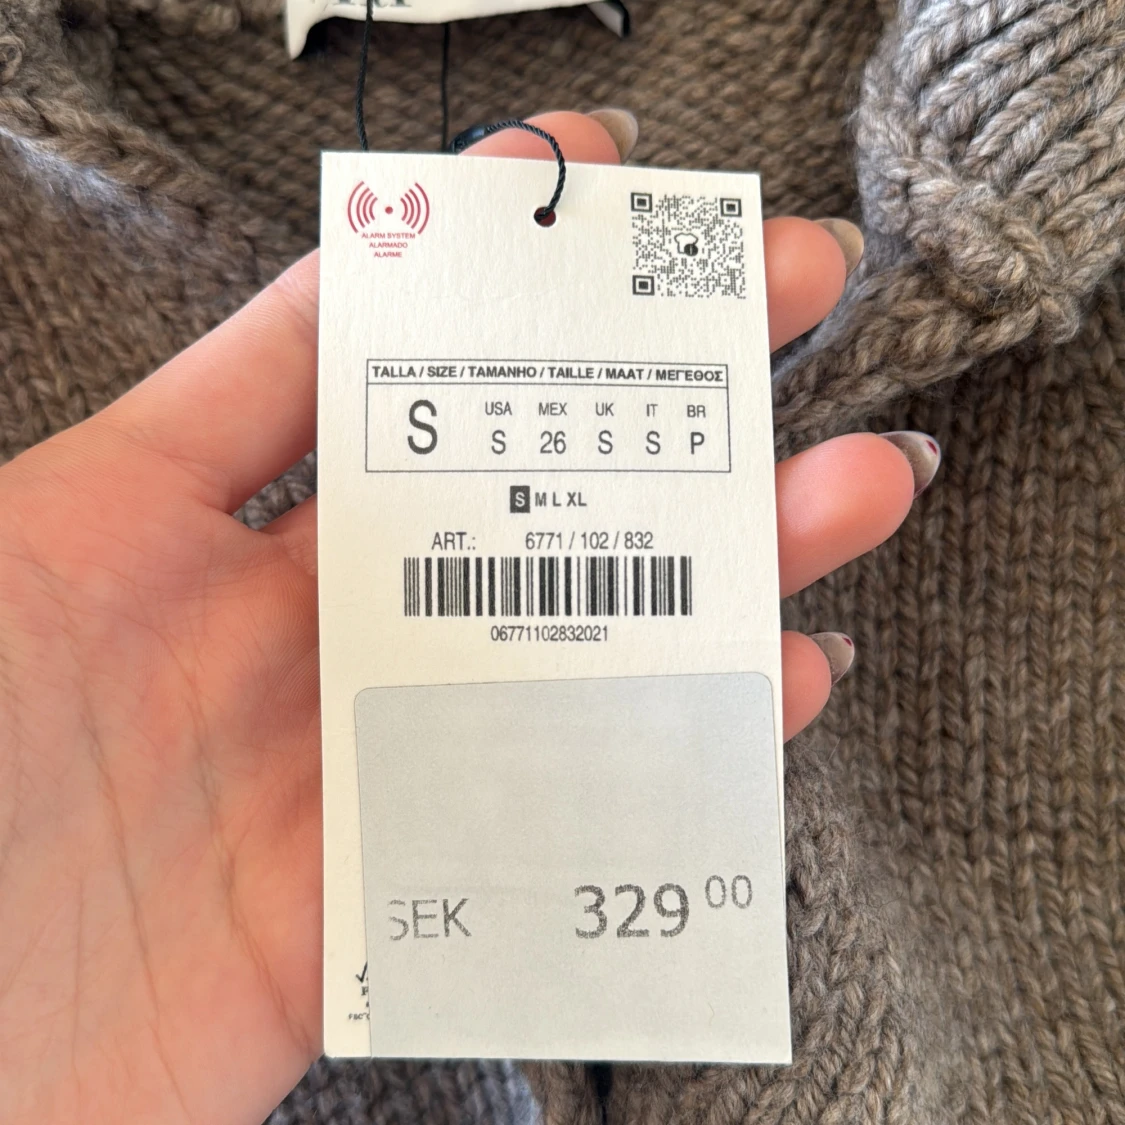 ALARM SYSTEM
ALARMADO
ALARME
TALLA / SIZE / TAMANHO / TAILLE / MAAT / ΜΕΓΕΘΟΣ
S
USA MEX UK IT BR
S 26 S S P
S M L XL
ART.: 6771 / 102 / 832
06771102832021
SEK 329 00